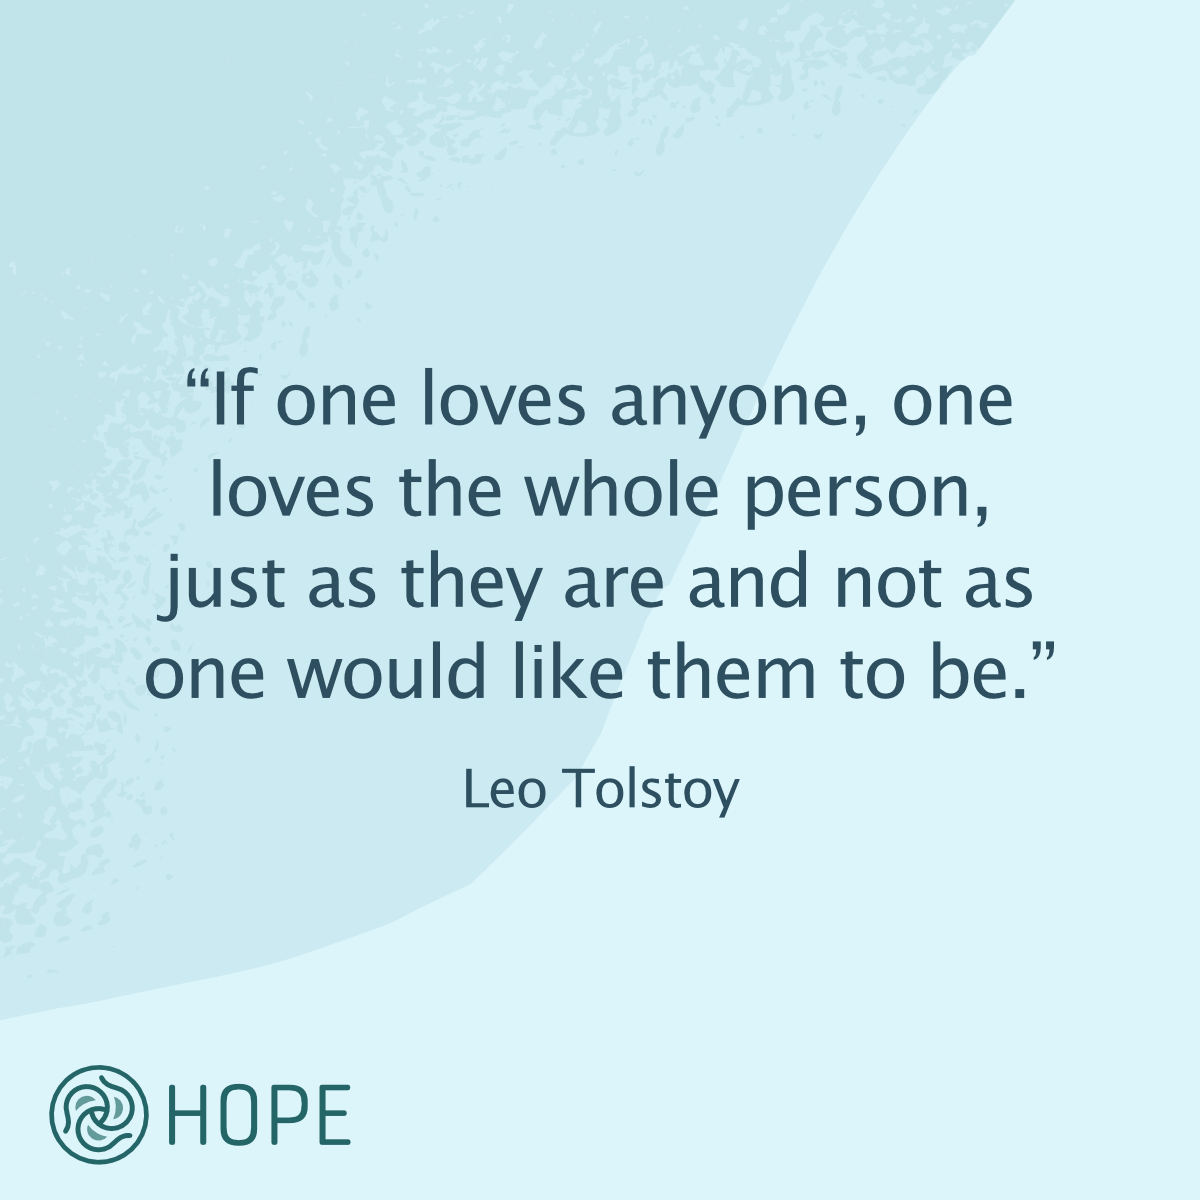 “If one loves anyone, one
loves the whole person,
just as they are and not as
one would like them to be.”
Leo Tolstoy
HOPE